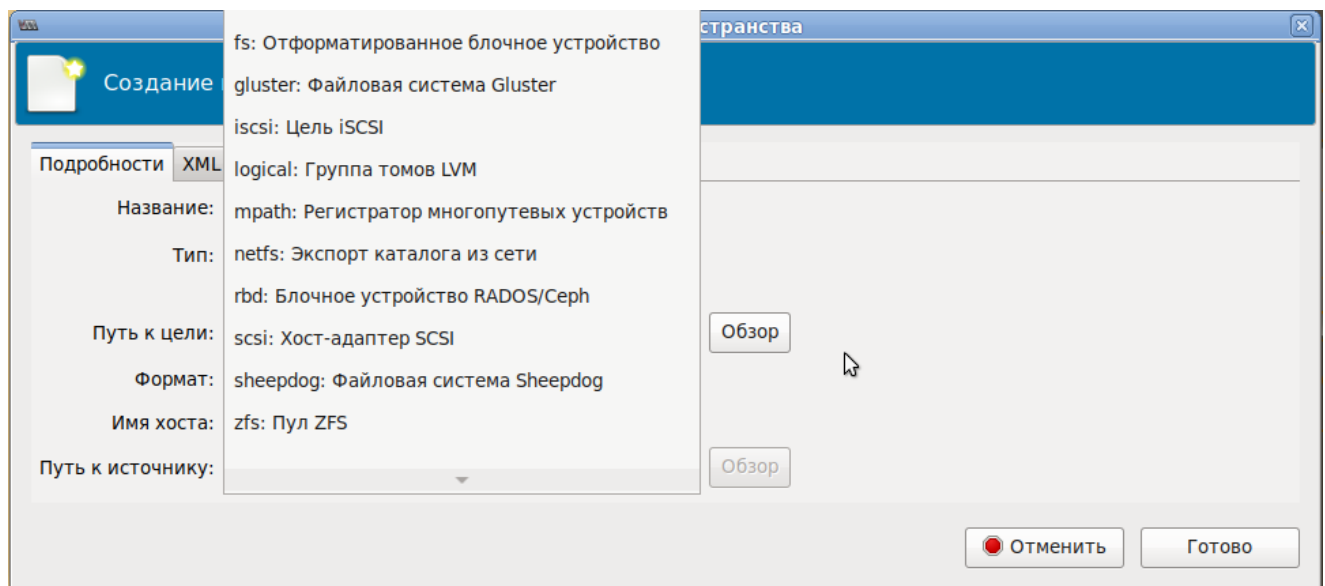 странства
Создание
Подробности
XML
Название:
Тип:
Путь к цели:
Формат:
Имя хоста:
Путь к источнику:
fs: Отформатированное блочное устройство
gluster: Файловая система Gluster
iscsi: Цель iSCSI
logical: Группа томов LVM
mpath: Регистратор многопутевых устройств
netfs: Экспорт каталога из сети
rbd: Блочное устройство RADOS/Ceph
scsi: Хост-адаптер SCSI
sheepdog: Файловая система Sheepdog
zfs: Пул ZFS
Обзор
Обзор
Отменить
Готово